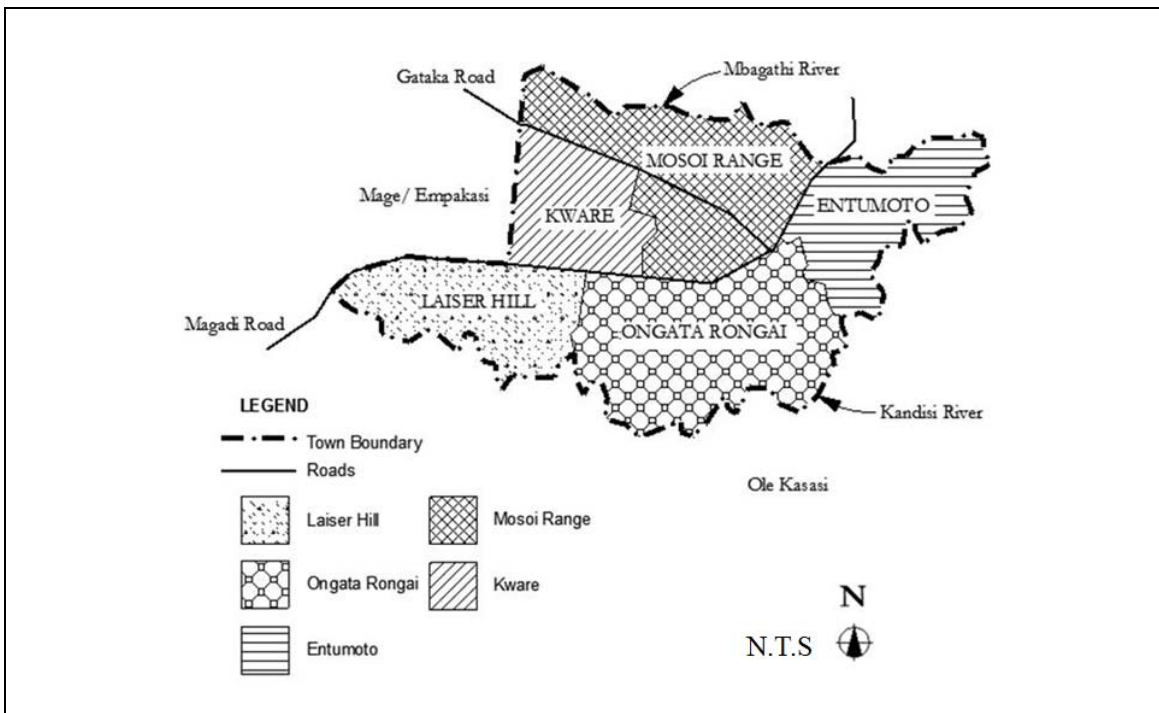 Gataka Road
Mbagathi River
MOSOI RANGE
Mage/ Empakasi
KWARE
ENTUMOTO
LAISER HILL
ONGATA RONGAI
Magadi Road
Kandisi River
Ole Kasasi
LEGEND
Town Boundary
Roads
Laiser Hill
Mosoi Range
Ongata Rongai
Kware
Entumoto
N
N.T.S